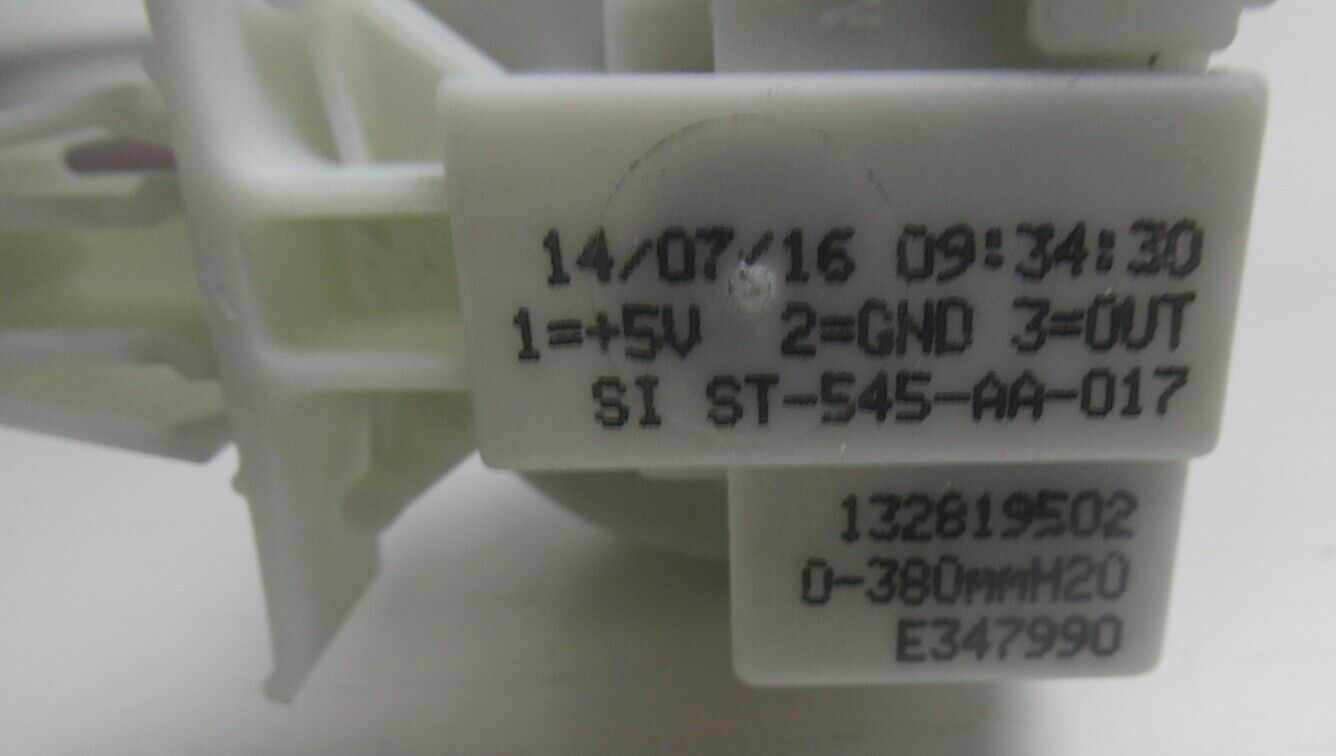 14/07/16 09:34:30
1=+5V 2=GND 3=OUT
SI ST-545-AA-017
132819502
0-380mmH20
E347990